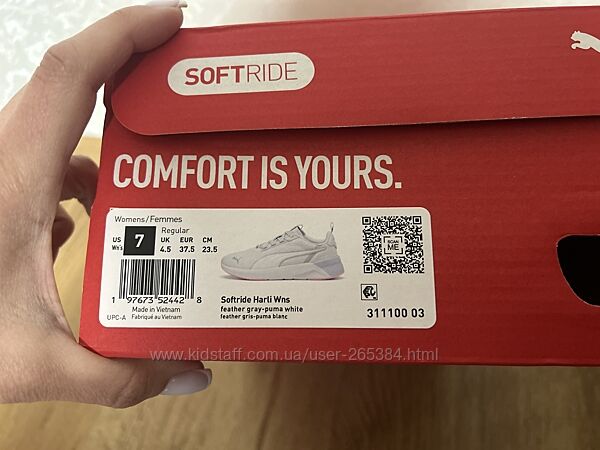 SOFTRIDE
COMFORT IS YOURS.
Womens/Femmes
Regular
US Wn's 7 UK 4.5 EUR 37.5 CM 23.5
SCAN ME
1 97673 52442 8
UPC-A
Made in Vietnam
Fabriqué au Vietnam
Softride Harli Wns
feather gray-puma white
feather gris-puma blanc
311100 03
www.kidstaff.com.ua/user-265384.html